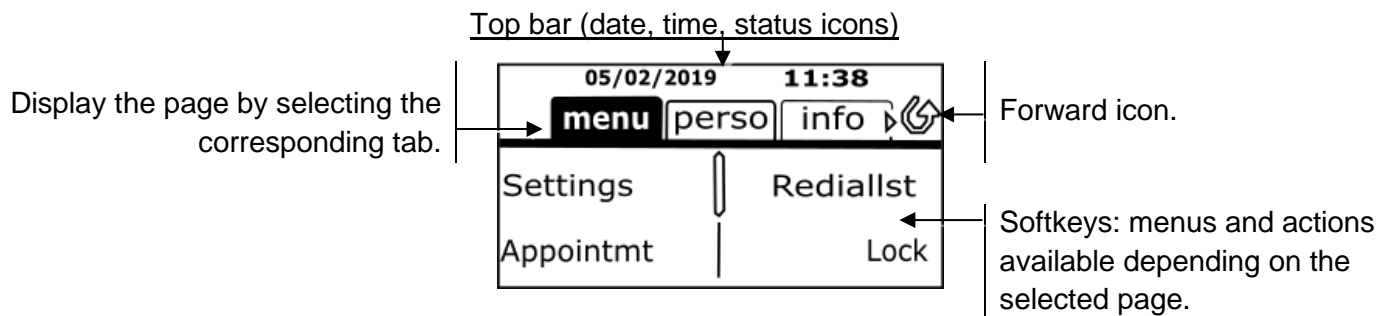 Top bar (date, time, status icons)
05/02/2019 11:38
menu perso info
Display the page by selecting the
corresponding tab.
Forward icon.
Settings Rediallst
Appointmt Lock
Softkeys: menus and actions
available depending on the
selected page.